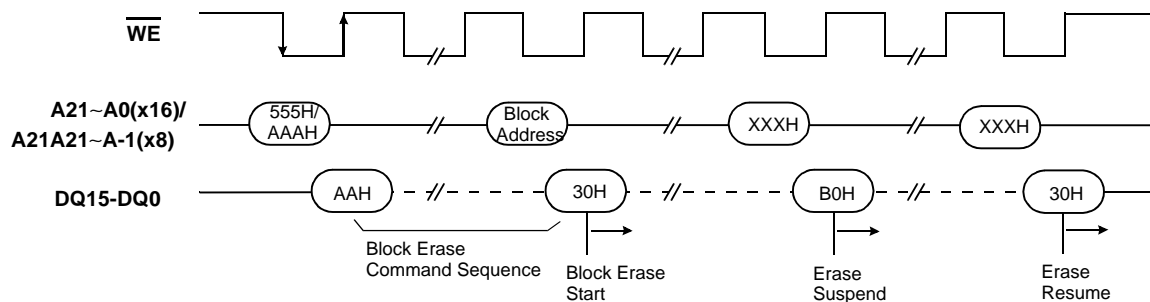 WE
A21~A0(x16)/
A21A21~A-1(x8)
555H/
AAAH
Block
Address
XXXH
XXXH
DQ15-DQ0
AAH
30H
B0H
30H
Block Erase
Command Sequence
Block Erase
Start
Erase
Suspend
Erase
Resume